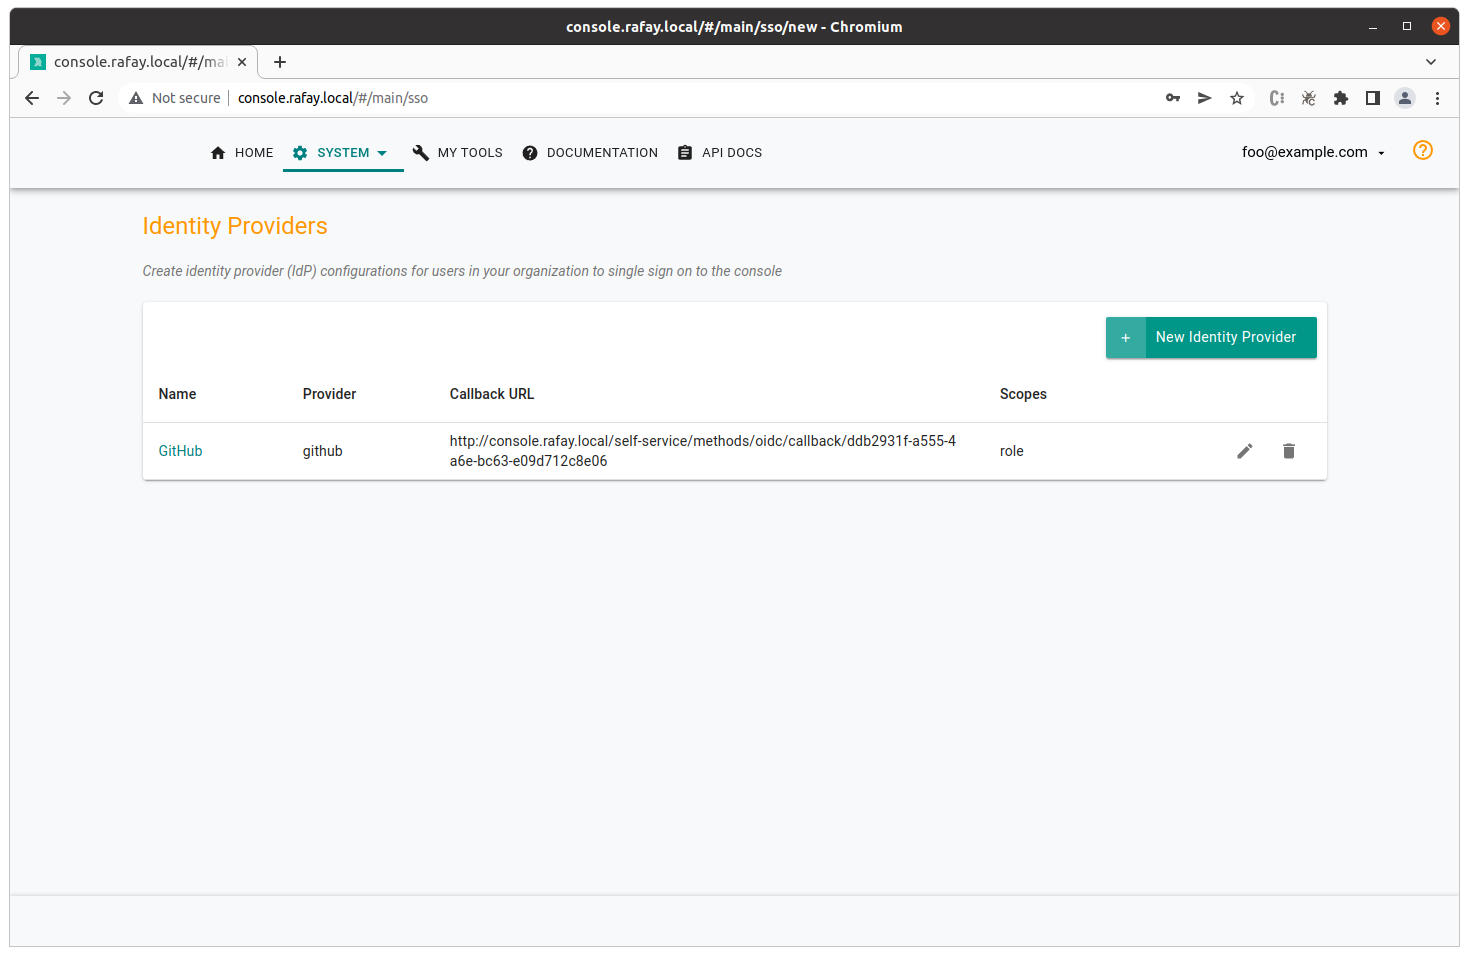 console.rafay.local/#/main/sso/new - Chromium
console.rafay.local/#/mai
Not secure | console.rafay.local/#/main/sso
HOME SYSTEM MY TOOLS DOCUMENTATION API DOCS foo@example.com
Identity Providers
Create identity provider (IdP) configurations for users in your organization to single sign on to the console
+ New Identity Provider
Name Provider Callback URL Scopes
GitHub github http://console.rafay.local/self-service/methods/oidc/callback/ddb2931f-a555-4 role
a6e-bc63-e09d712c8e06